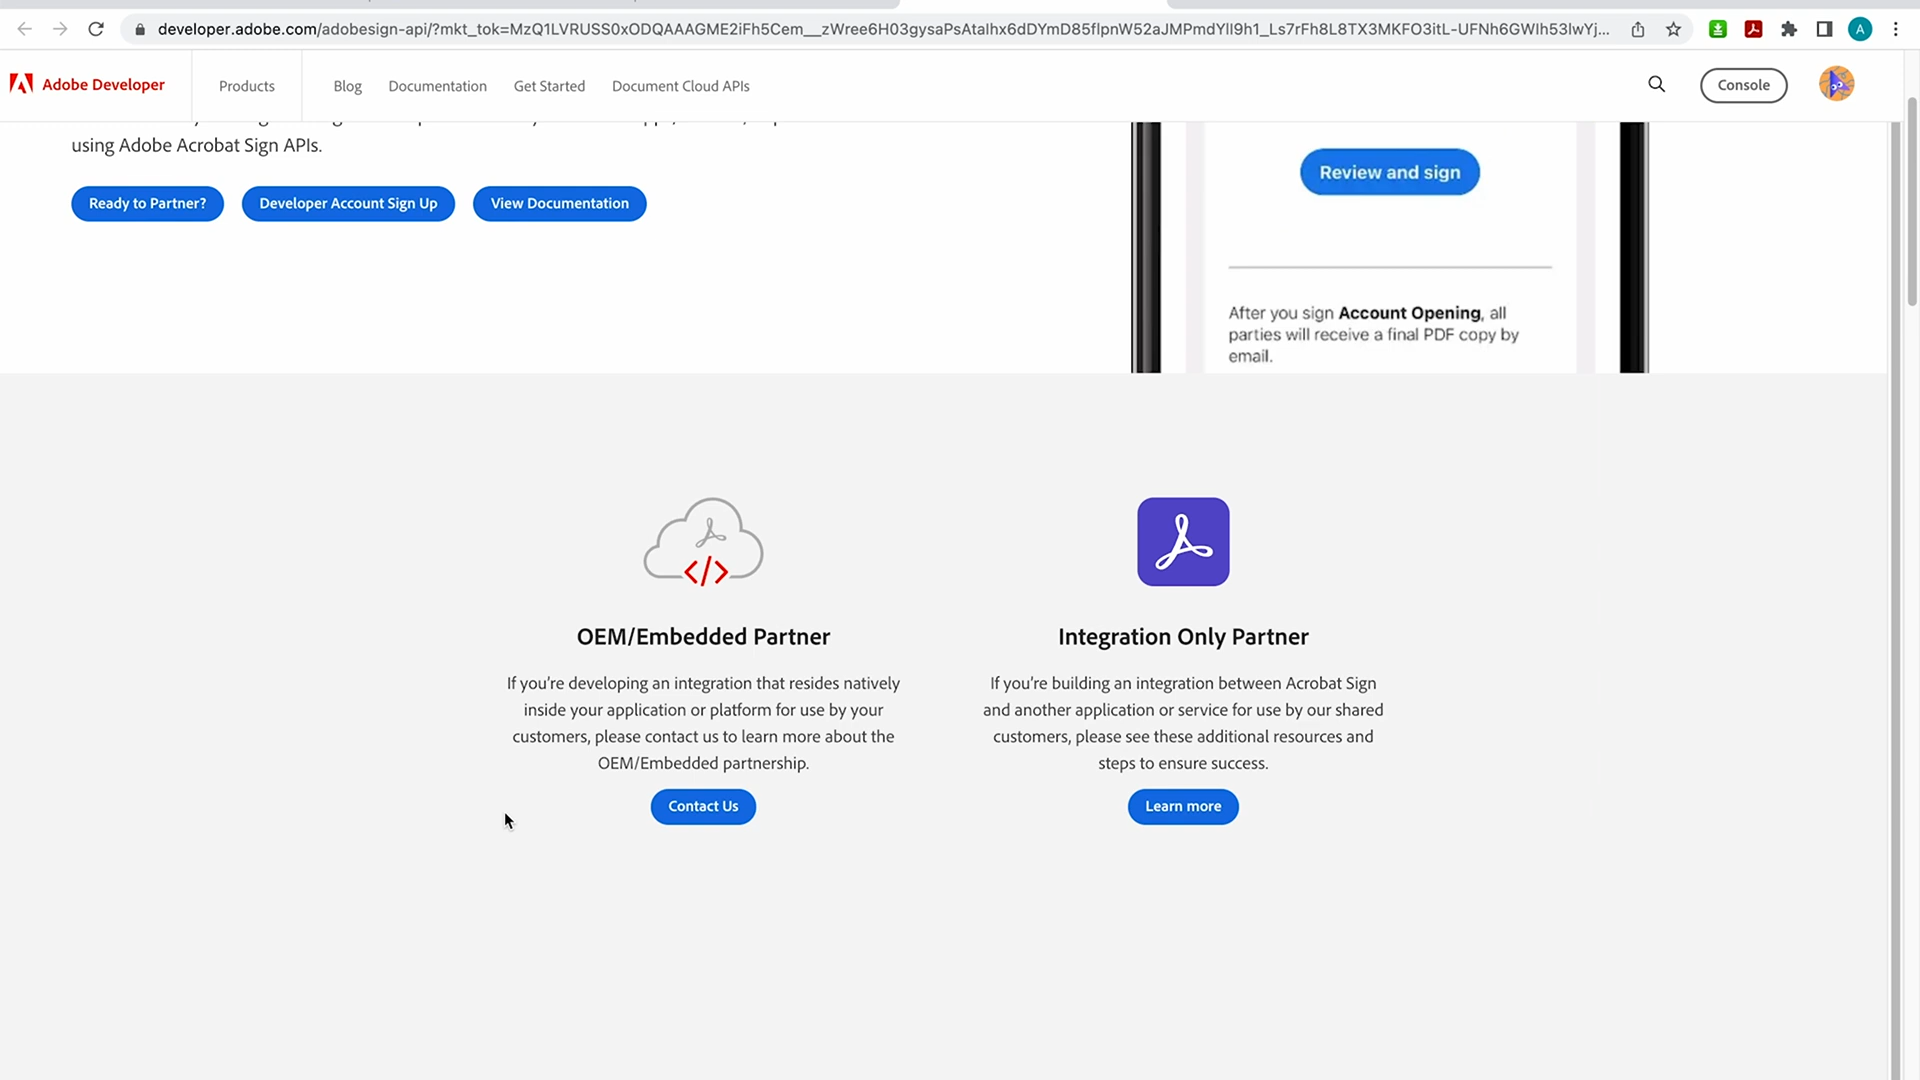 developer.adobe.com/adobesign-api/?mkt_tok=MzQ1LVRUSS0xODQAAAGME2iFh5Cem__zWree6H03gysaPsAtalhx6dDYmD85flpnW52aJMPmdYll9h1_Ls7rFh8L8TX3MKFO3itL-UFNh6GWlh53lwYj...
A
Adobe Developer
Products
Blog
Documentation
Get Started
Document Cloud APIs
Console
using Adobe Acrobat Sign APIs.
Ready to Partner?
Developer Account Sign Up
View Documentation
Review and sign
After you sign Account Opening, all
parties will receive a final PDF copy by
email.
</>
OEM/Embedded Partner
If you're developing an integration that resides natively
inside your application or platform for use by your
customers, please contact us to learn more about the
OEM/Embedded partnership.
Contact Us
Integration Only Partner
If you're building an integration between Acrobat Sign
and another application or service for use by our shared
customers, please see these additional resources and
steps to ensure success.
Learn more